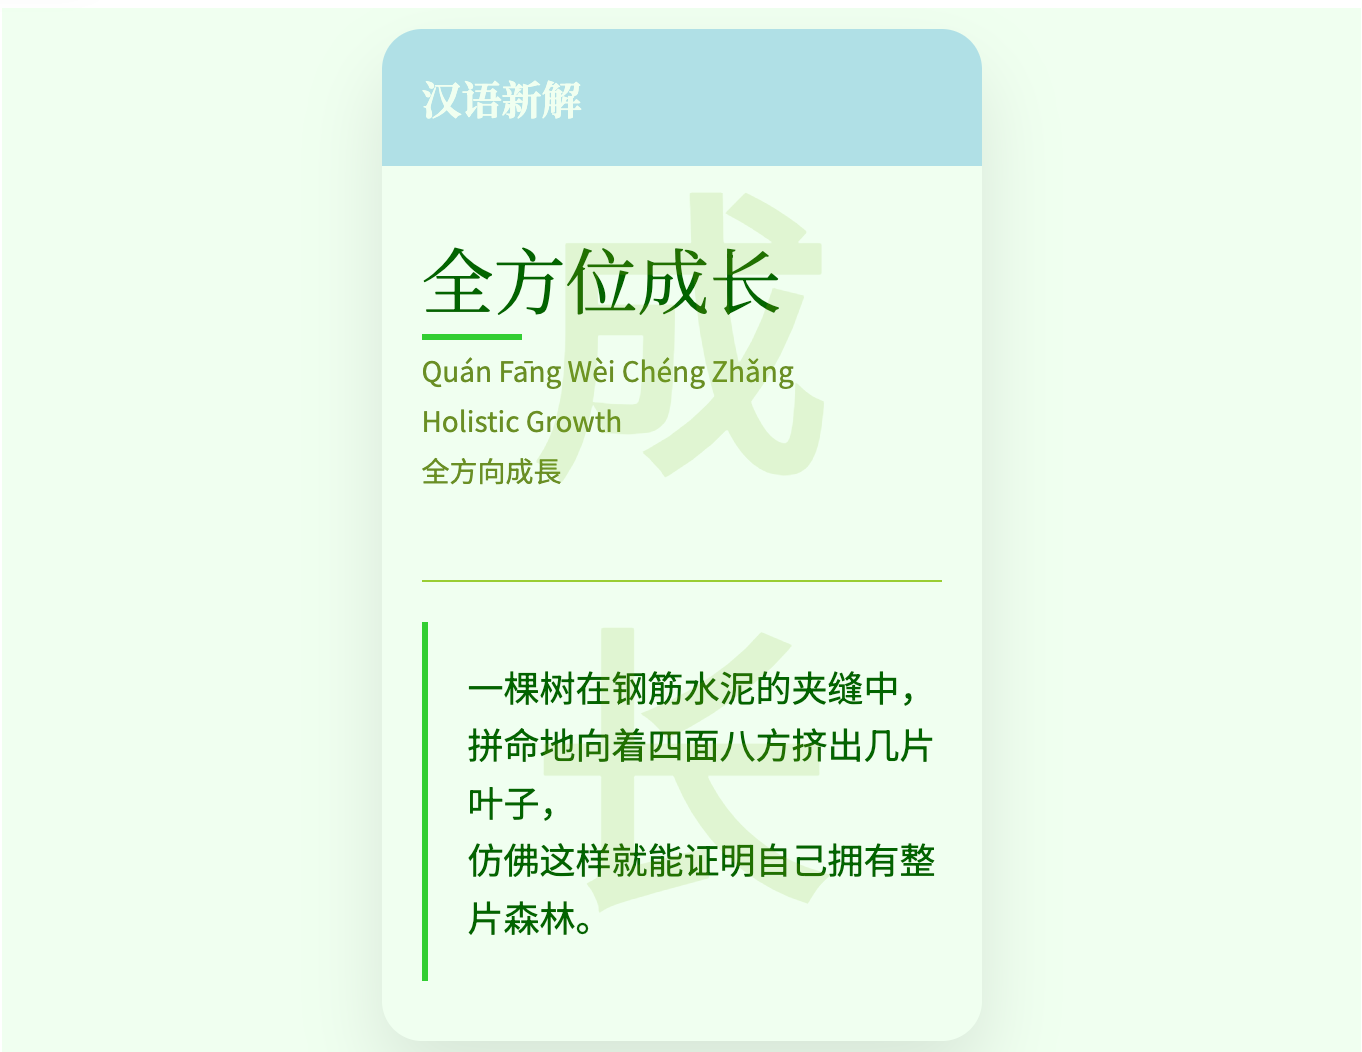 汉语新解
全方位成长
Quán Fāng Wèi Chéng Zhǎng
Holistic Growth
全方向成長
一棵树在钢筋水泥的夹缝中，
拼命地向着四面八方挤出几片
叶子，
仿佛这样就能证明自己拥有整
片森林。
成
长